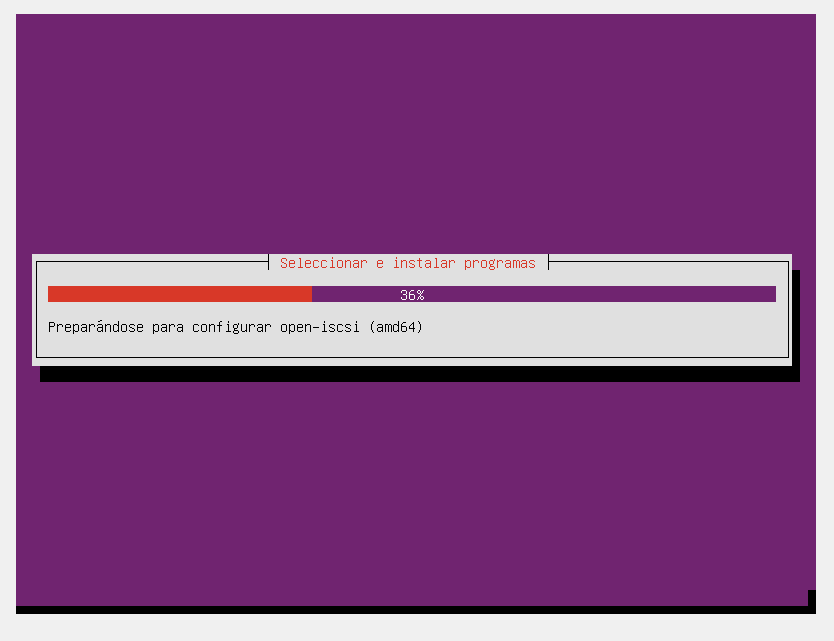 Seleccionar e instalar programas
36%
Preparándose para configurar open-iscsi (amd64)